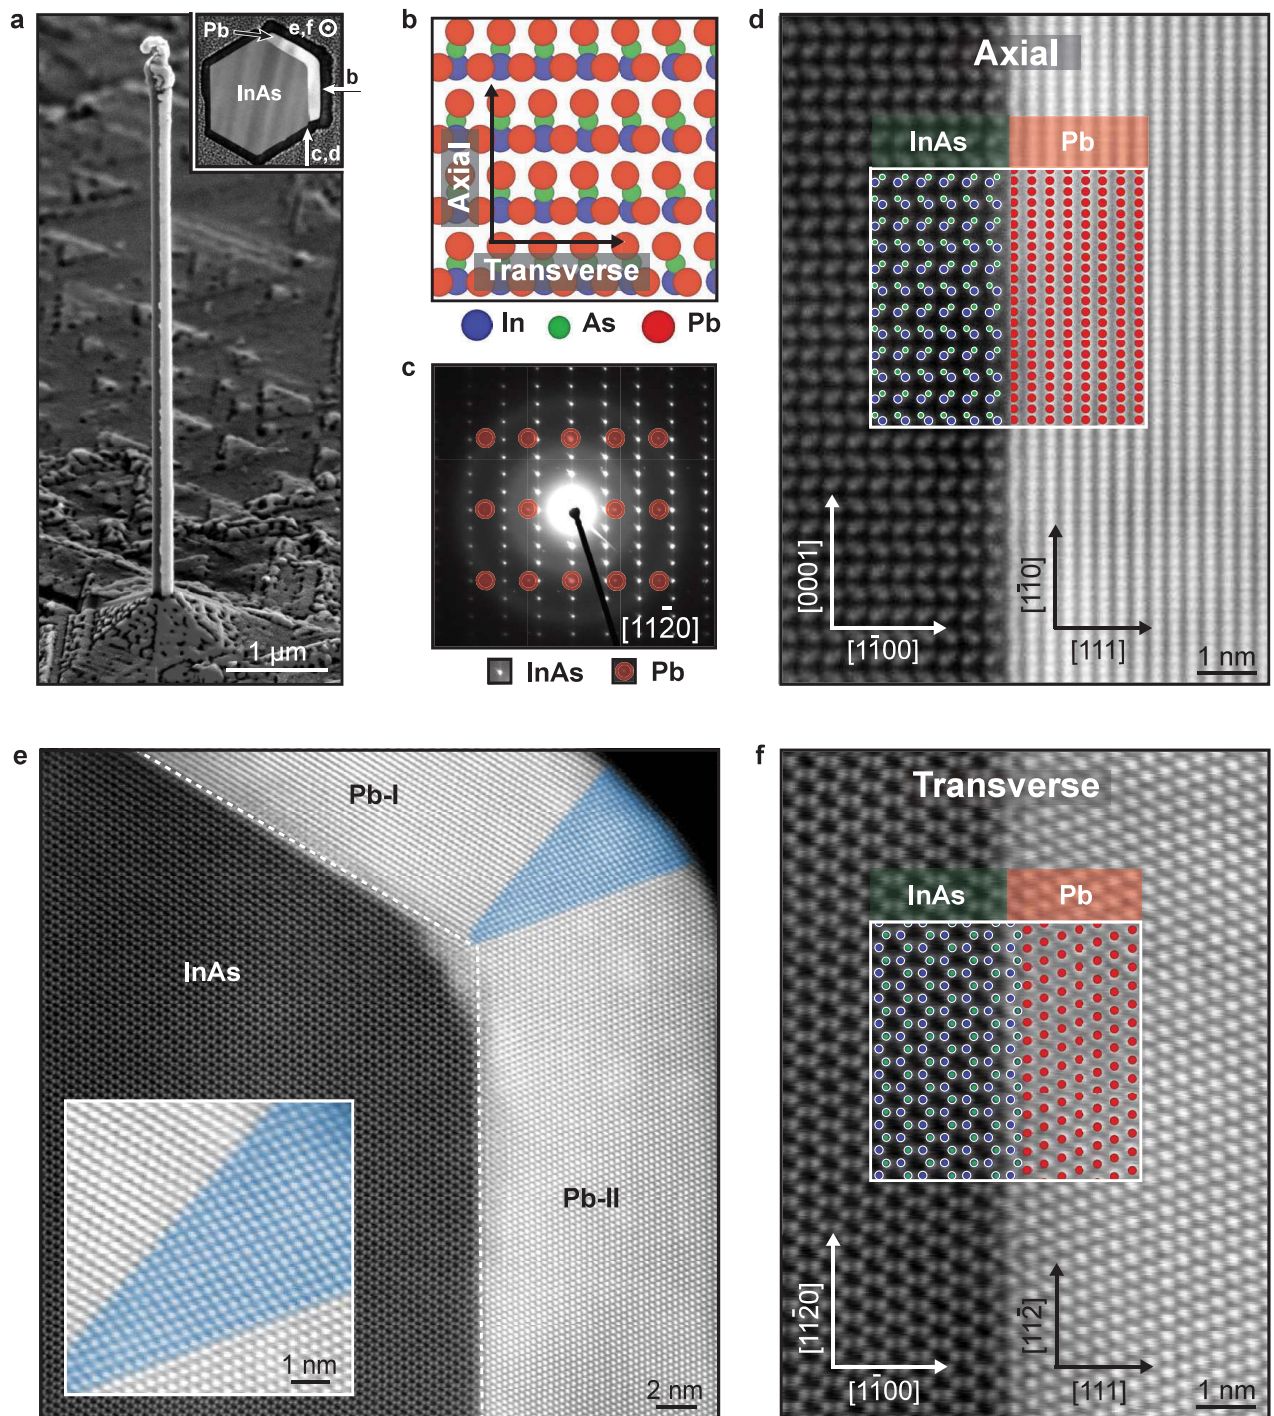 a
Pb
e,f
InAs
b
c,d
1 µm
b
Axial
Transverse
In
As
Pb
c
[112̅0]
InAs
Pb
d
Axial
InAs
Pb
[0001]
[11̅00]
[11̅0]
[111]
1 nm
e
Pb-I
InAs
Pb-II
1 nm
2 nm
f
Transverse
InAs
Pb
[112̅0]
[11̅00]
[112̅]
[111]
1 nm